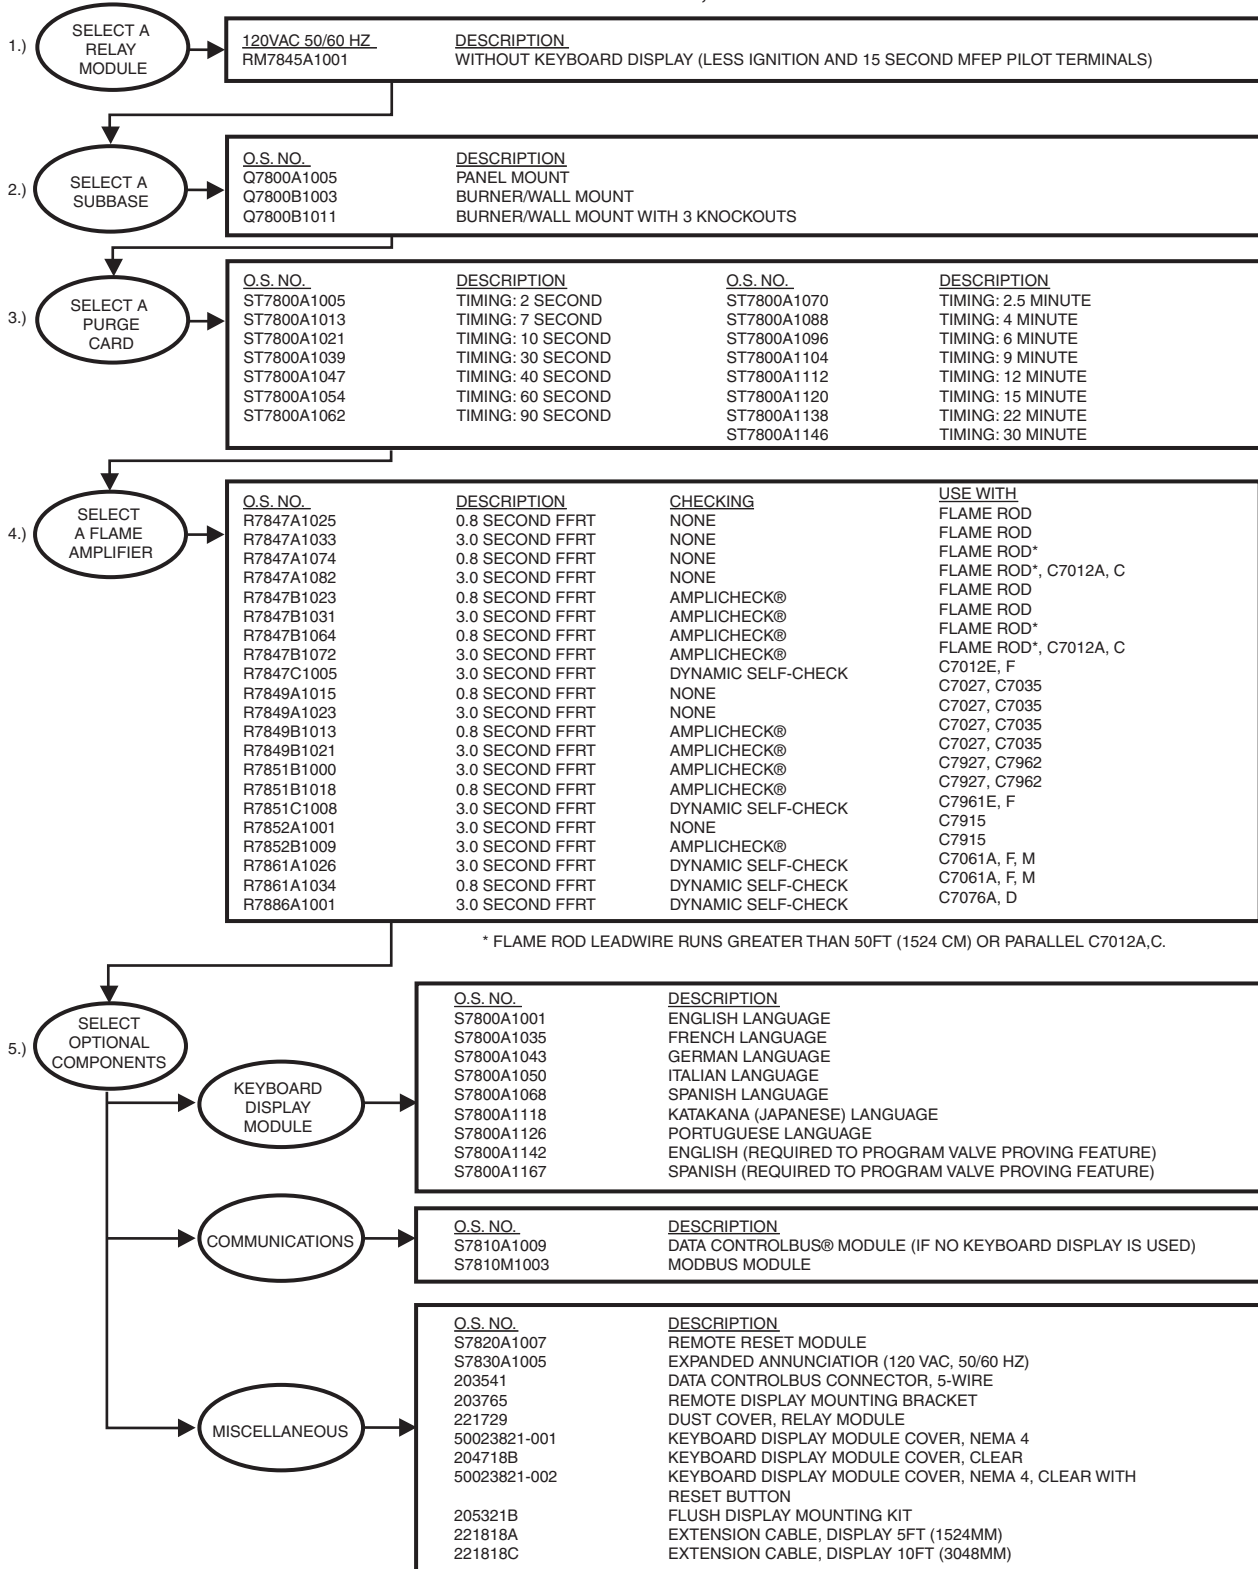 1.) SELECT A
RELAY
MODULE
120VAC 50/60 HZ DESCRIPTION
RM7845A1001 WITHOUT KEYBOARD DISPLAY (LESS IGNITION AND 15 SECOND MFEP PILOT TERMINALS)
2.) SELECT A
SUBBASE
O.S. NO. DESCRIPTION
Q7800A1005 PANEL MOUNT
Q7800B1003 BURNER/WALL MOUNT
Q7800B1011 BURNER/WALL MOUNT WITH 3 KNOCKOUTS
3.) SELECT A
PURGE
CARD
O.S. NO. DESCRIPTION O.S. NO. DESCRIPTION
ST7800A1005 TIMING: 2 SECOND ST7800A1070 TIMING: 2.5 MINUTE
ST7800A1013 TIMING: 7 SECOND ST7800A1088 TIMING: 4 MINUTE
ST7800A1021 TIMING: 10 SECOND ST7800A1096 TIMING: 6 MINUTE
ST7800A1039 TIMING: 30 SECOND ST7800A1104 TIMING: 9 MINUTE
ST7800A1047 TIMING: 40 SECOND ST7800A1112 TIMING: 12 MINUTE
ST7800A1054 TIMING: 60 SECOND ST7800A1120 TIMING: 15 MINUTE
ST7800A1062 TIMING: 90 SECOND ST7800A1138 TIMING: 22 MINUTE
ST7800A1146 TIMING: 30 MINUTE
4.) SELECT
A FLAME
AMPLIFIER
O.S. NO. DESCRIPTION CHECKING USE WITH
R7847A1025 0.8 SECOND FFRT NONE FLAME ROD
R7847A1033 3.0 SECOND FFRT NONE FLAME ROD
R7847A1074 0.8 SECOND FFRT NONE FLAME ROD*
R7847A1082 3.0 SECOND FFRT NONE FLAME ROD*, C7012A, C
R7847B1023 0.8 SECOND FFRT AMPLICHECK® FLAME ROD
R7847B1031 3.0 SECOND FFRT AMPLICHECK® FLAME ROD
R7847B1064 0.8 SECOND FFRT AMPLICHECK® FLAME ROD*
R7847B1072 3.0 SECOND FFRT AMPLICHECK® FLAME ROD*, C7012A, C
R7847C1005 3.0 SECOND FFRT DYNAMIC SELF-CHECK C7012E, F
R7849A1015 0.8 SECOND FFRT NONE C7027, C7035
R7849A1023 3.0 SECOND FFRT NONE C7027, C7035
R7849B1013 0.8 SECOND FFRT AMPLICHECK® C7027, C7035
R7849B1021 3.0 SECOND FFRT AMPLICHECK® C7027, C7035
R7851B1000 3.0 SECOND FFRT AMPLICHECK® C7927, C7962
R7851B1018 0.8 SECOND FFRT AMPLICHECK® C7927, C7962
R7851C1008 3.0 SECOND FFRT DYNAMIC SELF-CHECK C7961E, F
R7852A1001 3.0 SECOND FFRT NONE C7915
R7852B1009 3.0 SECOND FFRT AMPLICHECK® C7915
R7861A1026 3.0 SECOND FFRT DYNAMIC SELF-CHECK C7061A, F, M
R7861A1034 0.8 SECOND FFRT DYNAMIC SELF-CHECK C7061A, F, M
R7886A1001 3.0 SECOND FFRT DYNAMIC SELF-CHECK C7076A, D
* FLAME ROD LEADWIRE RUNS GREATER THAN 50FT (1524 CM) OR PARALLEL C7012A,C.
5.) SELECT
OPTIONAL
COMPONENTS
KEYBOARD
DISPLAY
MODULE
O.S. NO. DESCRIPTION
S7800A1001 ENGLISH LANGUAGE
S7800A1035 FRENCH LANGUAGE
S7800A1043 GERMAN LANGUAGE
S7800A1050 ITALIAN LANGUAGE
S7800A1068 SPANISH LANGUAGE
S7800A1118 KATAKANA (JAPANESE) LANGUAGE
S7800A1126 PORTUGUESE LANGUAGE
S7800A1142 ENGLISH (REQUIRED TO PROGRAM VALVE PROVING FEATURE)
S7800A1167 SPANISH (REQUIRED TO PROGRAM VALVE PROVING FEATURE)
COMMUNICATIONS
O.S. NO. DESCRIPTION
S7810A1009 DATA CONTROLBUS® MODULE (IF NO KEYBOARD DISPLAY IS USED)
S7810M1003 MODBUS MODULE
MISCELLANEOUS
O.S. NO. DESCRIPTION
S7820A1007 REMOTE RESET MODULE
S7830A1005 EXPANDED ANNUNCIATIOR (120 VAC, 50/60 HZ)
203541 DATA CONTROLBUS CONNECTOR, 5-WIRE
203765 REMOTE DISPLAY MOUNTING BRACKET
221729 DUST COVER, RELAY MODULE
50023821-001 KEYBOARD DISPLAY MODULE COVER, NEMA 4
204718B KEYBOARD DISPLAY MODULE COVER, CLEAR
50023821-002 KEYBOARD DISPLAY MODULE COVER, NEMA 4, CLEAR WITH
RESET BUTTON
205321B FLUSH DISPLAY MOUNTING KIT
221818A EXTENSION CABLE, DISPLAY 5FT (1524MM)
221818C EXTENSION CABLE, DISPLAY 10FT (3048MM)